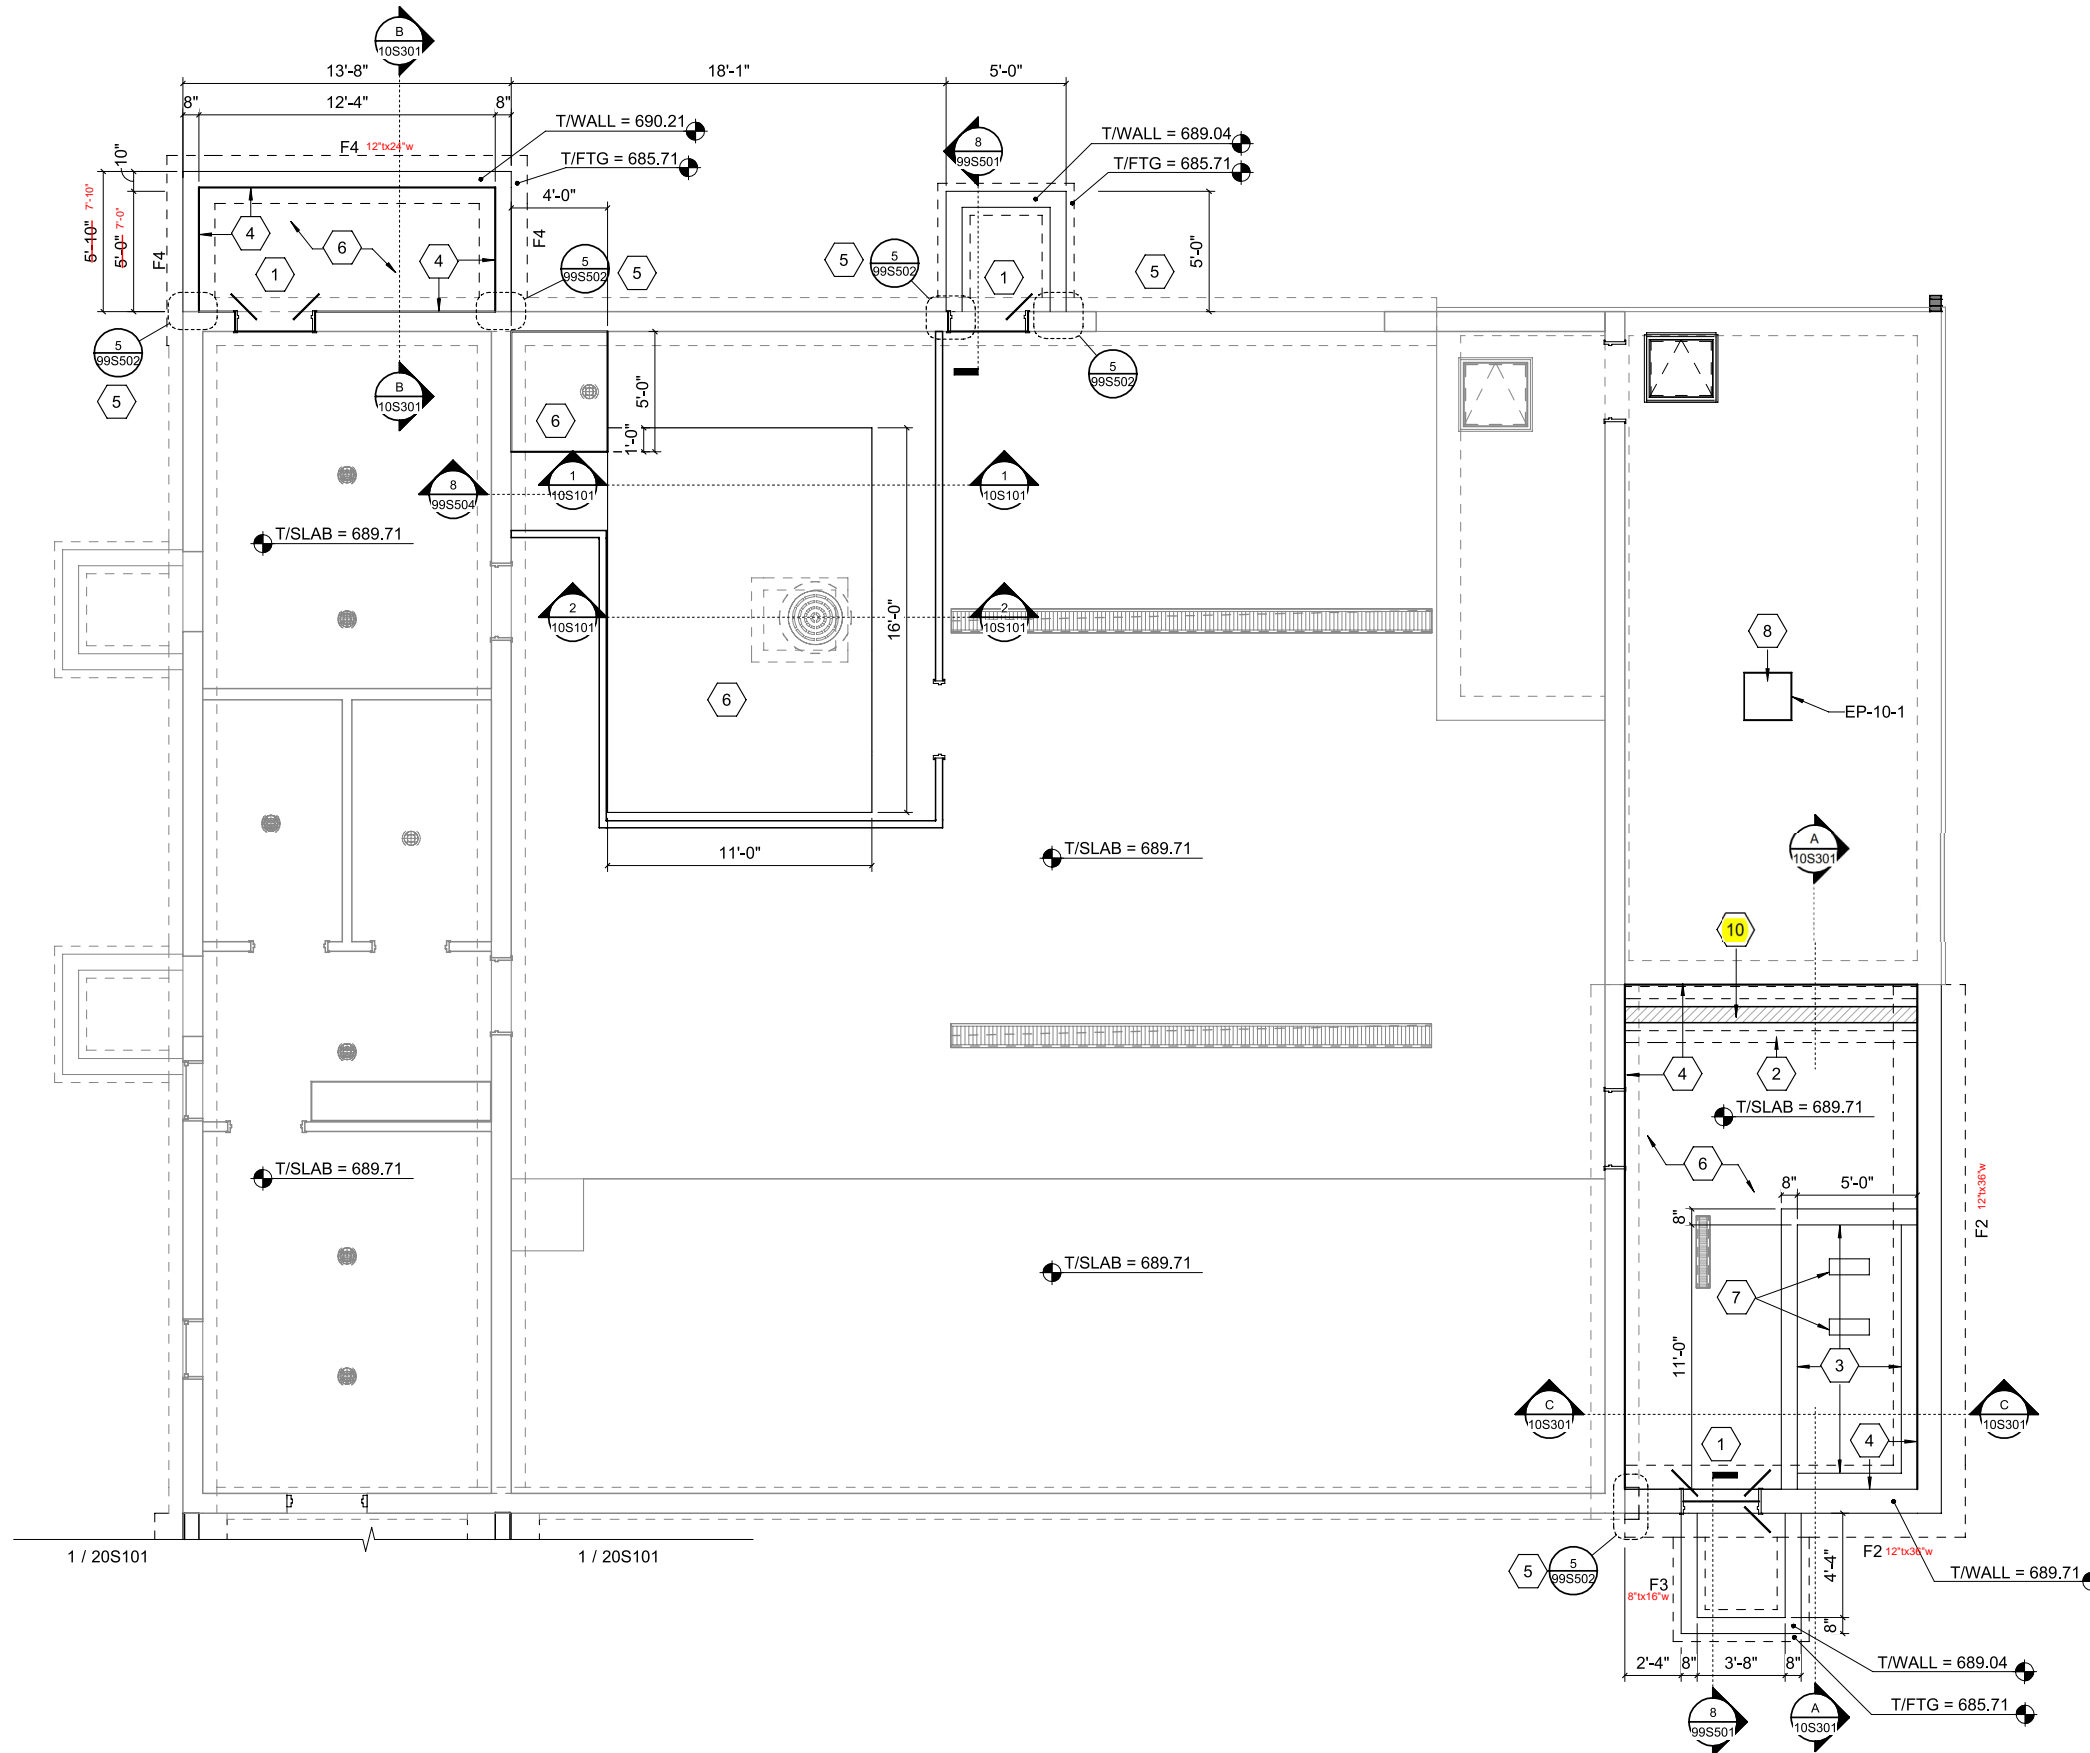 B
10S301
13'-8"
18'-1"
5'-0"
8"
12'-4"
8"
T/WALL = 690.21
T/WALL = 689.04
F4 12"tx24"w
T/FTG = 685.71
T/FTG = 685.71
8
99S501
10"
5'-10" 7'-10"
5'-0" 7'-0"
4'-0"
F4
F4
4
6
4
1
5
99S502
5
5
5
99S502
1
5
5'-0"
5
99S502
5
5
99S502
B
10S301
5'-0"
1'-0"
6
8
99S504
1
10S101
1
10S101
T/SLAB = 689.71
2
10S101
2
10S101
16'-0"
6
8
EP-10-1
11'-0"
T/SLAB = 689.71
A
10S301
10
4
2
T/SLAB = 689.71
6
T/SLAB = 689.71
8"
5'-0"
8"
F2 12"tx36"w
T/SLAB = 689.71
7
11'-0"
3
C
10S301
C
10S301
1
4
1 / 20S101
1 / 20S101
5
5
99S502
F2 12"tx36"w
T/WALL = 689.71
F3
8"tx16"w
4'-4"
8"
2'-4"
8"
3'-8"
8"
T/WALL = 689.04
T/FTG = 685.71
8
99S501
A
10S301